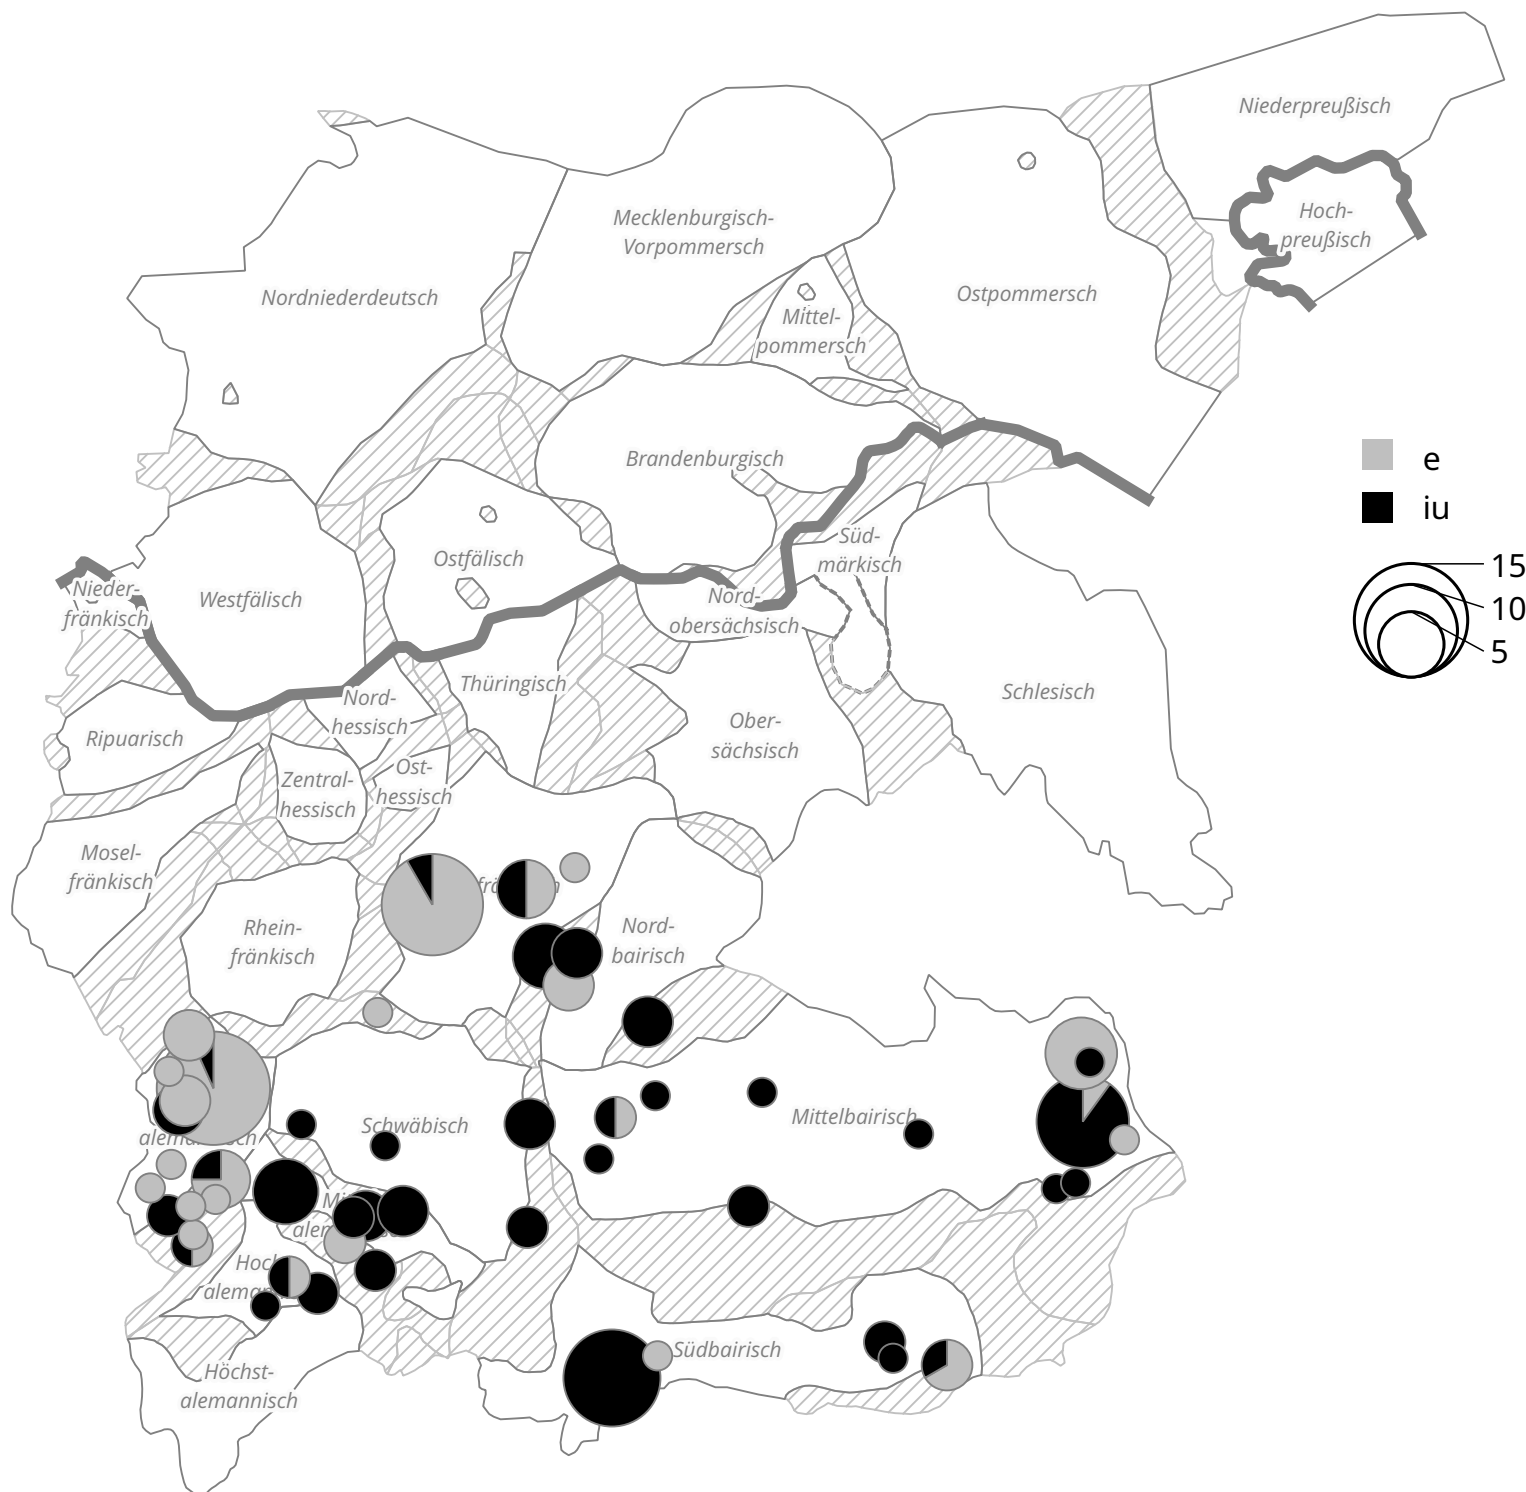 Niederpreußisch
Hoch-
preußisch
Mecklenburgisch-
Vorpommersch
Nordniederdeutsch
Ostpommersch
Mittel-
pommersch
Brandenburgisch
e
iu
Süd-
märkisch
Ostfälisch
15
10
5
Nieder-
fränkisch
Westfälisch
Nord-
obersächsisch
Thüringisch
Schlesisch
Nord-
hessisch
Ober-
sächsisch
Ripuarisch
Zentral-
hessisch
Ost-
hessisch
Mosel-
fränkisch
Rhein-
fränkisch
Nord-
bairisch
Schwäbisch
Mittelbairisch
Südbairisch
Höchst-
alemannisch